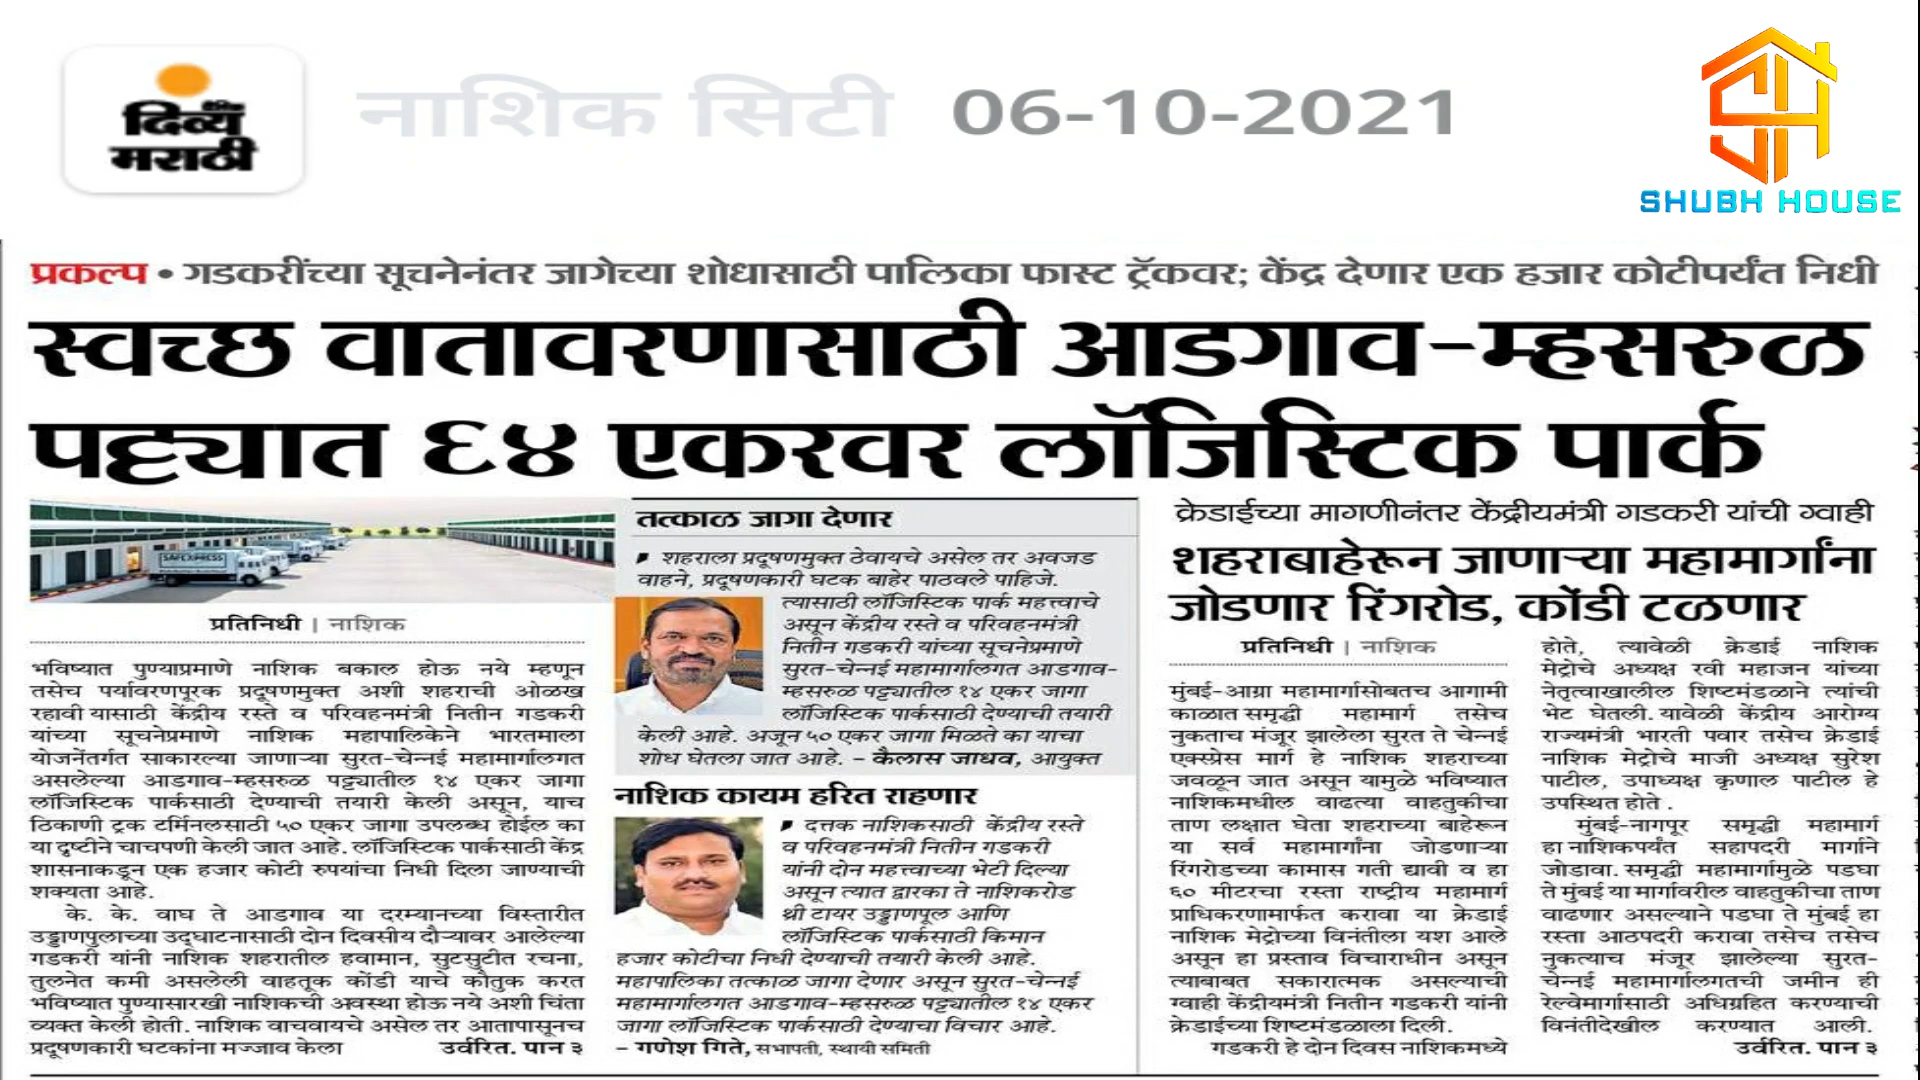 दैनिक
दिव्य
मराठी
नाशिक सिटी 06-10-2021
SHUBH HOUSE
प्रकल्प • गडकरींच्या सूचनेनंतर जागेच्या शोधासाठी पालिका फास्ट ट्रॅकवर; केंद्र देणार एक हजार कोटीपर्यंत निधी
स्वच्छ वातावरणासाठी आडगाव-म्हसरुळ
पट्ट्यात ६४ एकरवर लॉजिस्टिक पार्क
SAFEXPRESS
प्रतिनिधी | नाशिक
भविष्यात पुण्याप्रमाणे नाशिक बकाल होऊ नये म्हणून
तसेच पर्यावरणपूरक प्रदूषणमुक्त अशी शहराची ओळख
रहावी यासाठी केंद्रीय रस्ते व परिवहनमंत्री नितीन गडकरी
यांच्या सूचनेप्रमाणे नाशिक महापालिकेने भारतमाला
योजनेंतर्गत साकारल्या जाणाऱ्या सुरत-चेन्नई महामार्गालगत
असलेल्या आडगाव-म्हसरुळ पट्ट्यातील १४ एकर जागा
लॉजिस्टिक पार्कसाठी देण्याची तयारी केली असून, याच
ठिकाणी ट्रक टर्मिनलसाठी ५० एकर जागा उपलब्ध होईल का
या दृष्टीने चाचपणी केली जात आहे. लॉजिस्टिक पार्कसाठी केंद्र
शासनाकडून एक हजार कोटी रुपयांचा निधी दिला जाण्याची
शक्यता आहे.
के. के. वाघ ते आडगाव या दरम्यानच्या विस्तारीत
उड्डाणपुलाच्या उद्घाटनासाठी दोन दिवसीय दौऱ्यावर आलेल्या
गडकरी यांनी नाशिक शहरातील हवामान, सुटसुटीत रचना,
तुलनेत कमी असलेली वाहतूक कोंडी याचे कौतुक करत
भविष्यात पुण्यासारखी नाशिकची अवस्था होऊ नये अशी चिंता
व्यक्त केली होती. नाशिक वाचवायचे असेल तर आतापासूनच
प्रदूषणकारी घटकांना मज्जाव केला उर्वरित. पान ३
तत्काळ जागा देणार
शहराला प्रदूषणमुक्त ठेवायचे असेल तर अवजड
वाहने, प्रदूषणकारी घटक बाहेर पाठवले पाहिजे.
त्यासाठी लॉजिस्टिक पार्क महत्त्वाचे
असून केंद्रीय रस्ते व परिवहनमंत्री
नितीन गडकरी यांच्या सूचनेप्रमाणे
सुरत-चेन्नई महामार्गालगत आडगाव-
म्हसरुळ पट्ट्यातील १४ एकर जागा
लॉजिस्टिक पार्कसाठी देण्याची तयारी
केली आहे. अजून ५० एकर जागा मिळते का याचा
शोध घेतला जात आहे. - कैलास जाधव, आयुक्त
नाशिक कायम हरित राहणार
दत्तक नाशिकसाठी केंद्रीय रस्ते
व परिवहनमंत्री नितीन गडकरी
यांनी दोन महत्त्वाच्या भेटी दिल्या
असून त्यात द्वारका ते नाशिकरोड
थ्री टायर उड्डाणपूल आणि
लॉजिस्टिक पार्कसाठी किमान
हजार कोटीचा निधी देण्याची तयारी केली आहे.
महापालिका तत्काळ जागा देणार असून सुरत-चेन्नई
महामार्गालगत आडगाव-म्हसरुळ पट्ट्यातील १४ एकर
जागा लॉजिस्टिक पार्कसाठी देण्याचा विचार आहे.
- गणेश गिते, सभापती, स्थायी समिती
क्रेडाईच्या मागणीनंतर केंद्रीयमंत्री गडकरी यांची ग्वाही
शहराबाहेरून जाणाऱ्या महामार्गांना
जोडणार रिंगरोड, कोंडी टळणार
प्रतिनिधी | नाशिक
मुंबई-आग्रा महामार्गासोबतच आगामी
काळात समृद्धी महामार्ग तसेच
नुकताच मंजूर झालेला सुरत ते चेन्नई
एक्स्प्रेस मार्ग हे नाशिक शहराच्या
जवळून जात असून यामुळे भविष्यात
नाशिकमधील वाढत्या वाहतुकीचा
ताण लक्षात घेता शहराच्या बाहेरून
या सर्व महामार्गांना जोडणाऱ्या
रिंगरोडच्या कामास गती द्यावी व हा
६० मीटरचा रस्ता राष्ट्रीय महामार्ग
प्राधिकरणामार्फत करावा या क्रेडाई
नाशिक मेट्रोच्या विनंतीला यश आले
असून हा प्रस्ताव विचाराधीन असून
त्याबाबत सकारात्मक असल्याची
ग्वाही केंद्रीयमंत्री नितीन गडकरी यांनी
क्रेडाईच्या शिष्टमंडळाला दिली.
गडकरी हे दोन दिवस नाशिकमध्ये
होते, त्यावेळी क्रेडाई नाशिक
मेट्रोचे अध्यक्ष रवी महाजन यांच्या
नेतृत्वाखालील शिष्टमंडळाने त्यांची
भेट घेतली. यावेळी केंद्रीय आरोग्य
राज्यमंत्री भारती पवार तसेच क्रेडाई
नाशिक मेट्रोचे माजी अध्यक्ष सुरेश
पाटील, उपाध्यक्ष कृणाल पाटील हे
उपस्थित होते .
मुंबई-नागपूर समृद्धी महामार्ग
हा नाशिकपर्यंत सहापदरी मार्गाने
जोडावा. समृद्धी महामार्गामुळे पडघा
ते मुंबई या मार्गावरील वाहतुकीचा ताण
वाढणार असल्याने पडघा ते मुंबई हा
रस्ता आठपदरी करावा तसेच तसेच
नुकत्याच मंजूर झालेल्या सुरत-
चेन्नई महामार्गालगतची जमीन ही
रेल्वेमार्गासाठी अधिग्रहित करण्याची
विनंतीदेखील करण्यात आली.
उर्वरित. पान ३